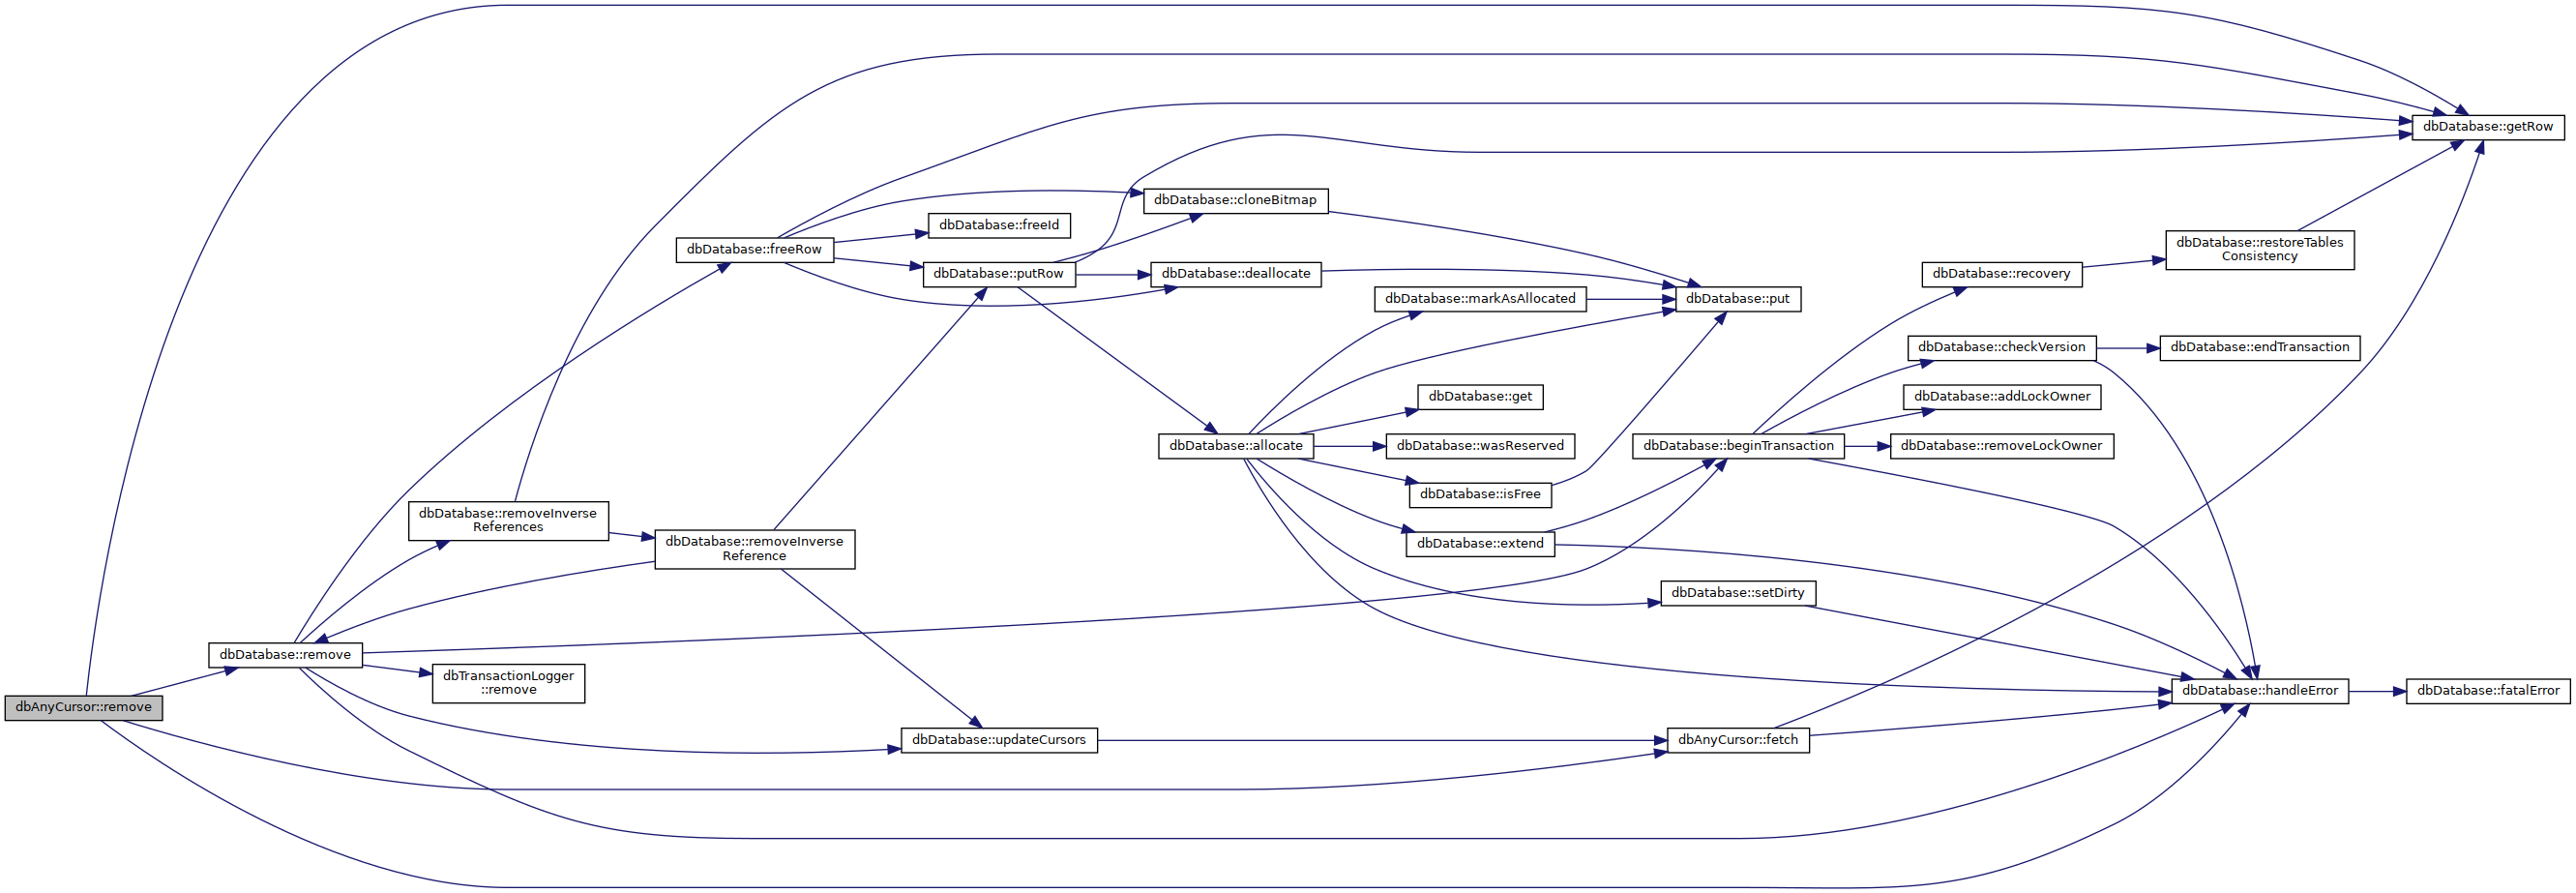 dbDatabase::getRow
dbDatabase::cloneBitmap
dbDatabase::freeId
dbDatabase::freeRow
dbDatabase::restoreTables
Consistency
dbDatabase::putRow
dbDatabase::deallocate
dbDatabase::recovery
dbDatabase::markAsAllocated
dbDatabase::put
dbDatabase::checkVersion
dbDatabase::endTransaction
dbDatabase::get
dbDatabase::addLockOwner
dbDatabase::allocate
dbDatabase::wasReserved
dbDatabase::beginTransaction
dbDatabase::removeLockOwner
dbDatabase::isFree
dbDatabase::removeInverse
References
dbDatabase::removeInverse
Reference
dbDatabase::extend
dbDatabase::setDirty
dbDatabase::remove
dbTransactionLogger
::remove
dbDatabase::handleError
dbDatabase::fatalError
dbAnyCursor::remove
dbDatabase::updateCursors
dbAnyCursor::fetch